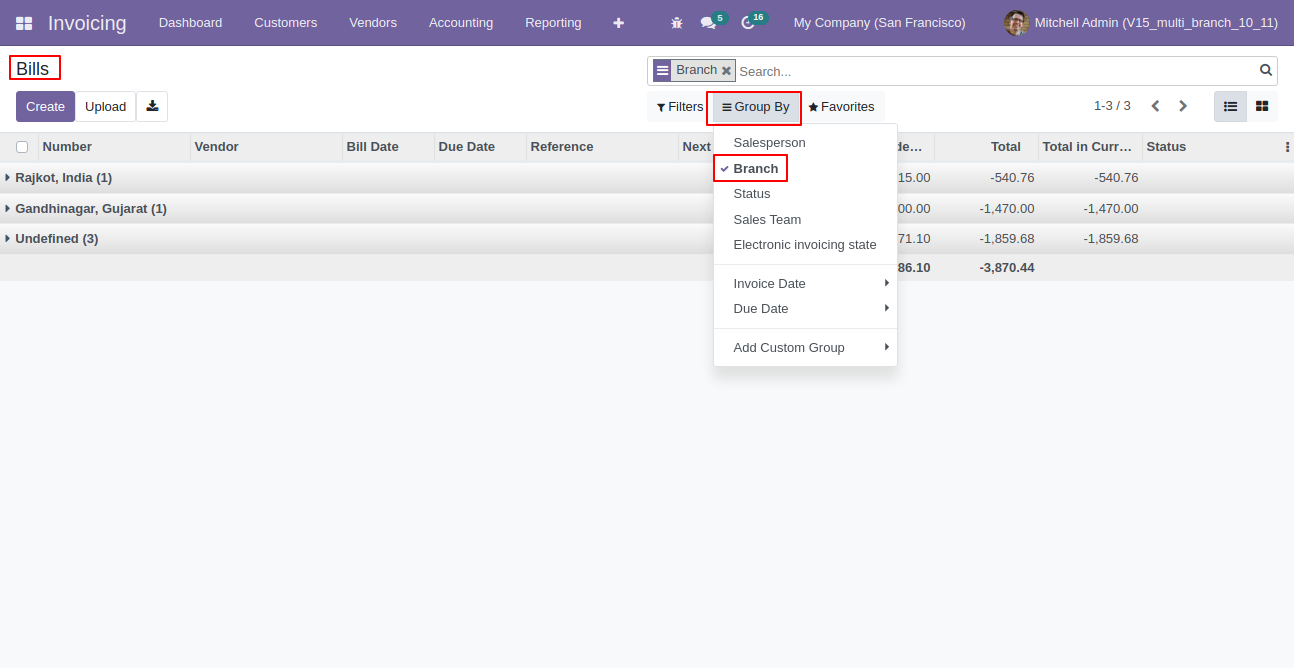 Invoicing Dashboard Customers Vendors Accounting Reporting 5 16 My Company (San Francisco) Mitchell Admin (V15_multi_branch_10_11)
Bills
Branch Search...
Create Upload
Filters Group By Favorites 1-3 / 3
Number Vendor Bill Date Due Date Reference Next de... Total Total in Curr... Status
Rajkot, India (1) 15.00 -540.76 -540.76
Gandhinagar, Gujarat (1) 00.00 -1,470.00 -1,470.00
Undefined (3) 71.10 -1,859.68 -1,859.68
86.10 -3,870.44
Salesperson
Branch
Status
Sales Team
Electronic invoicing state
Invoice Date
Due Date
Add Custom Group